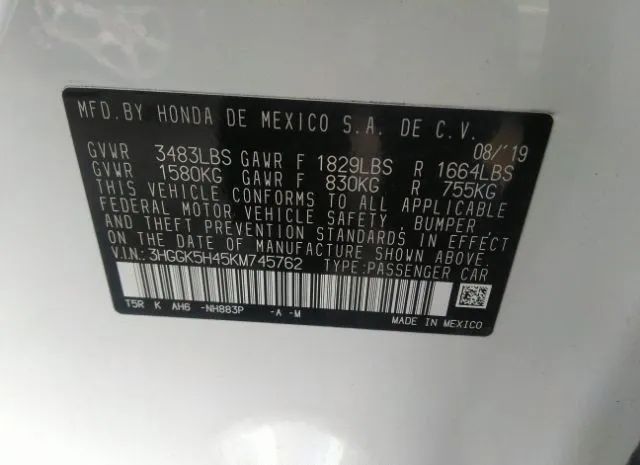 MFD. BY HONDA DE MEXICO S.A. DE C.V.
08/'19
GVWR 3483LBS GAWR F 1829LBS R 1664LBS
GVWR 1580KG GAWR F 830KG R 755KG
THIS VEHICLE CONFORMS TO ALL APPLICABLE
FEDERAL MOTOR VEHICLE SAFETY, BUMPER,
AND THEFT PREVENTION STANDARDS IN EFFECT
ON THE DATE OF MANUFACTURE SHOWN ABOVE.
V.I.N.: 3HGGK5H45KM745762 TYPE: PASSENGER CAR
T5R K AH6 -NH883P -A -M
MADE IN MEXICO